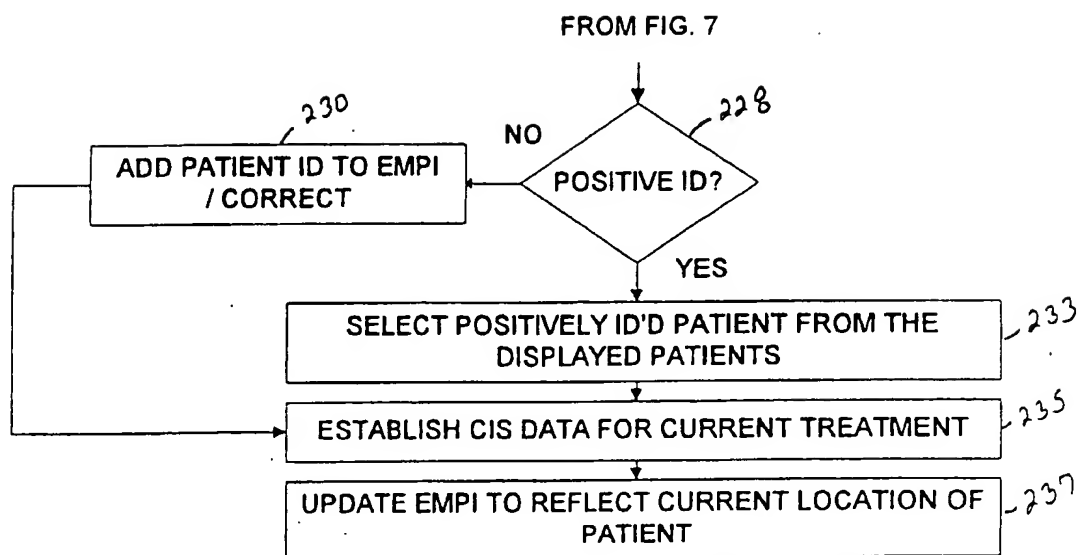 FROM FIG. 7
228
230
NO
ADD PATIENT ID TO EMPI
/ CORRECT
POSITIVE ID?
YES
SELECT POSITIVELY ID'D PATIENT FROM THE
DISPLAYED PATIENTS
233
ESTABLISH CIS DATA FOR CURRENT TREATMENT
235
UPDATE EMPI TO REFLECT CURRENT LOCATION OF
PATIENT
237